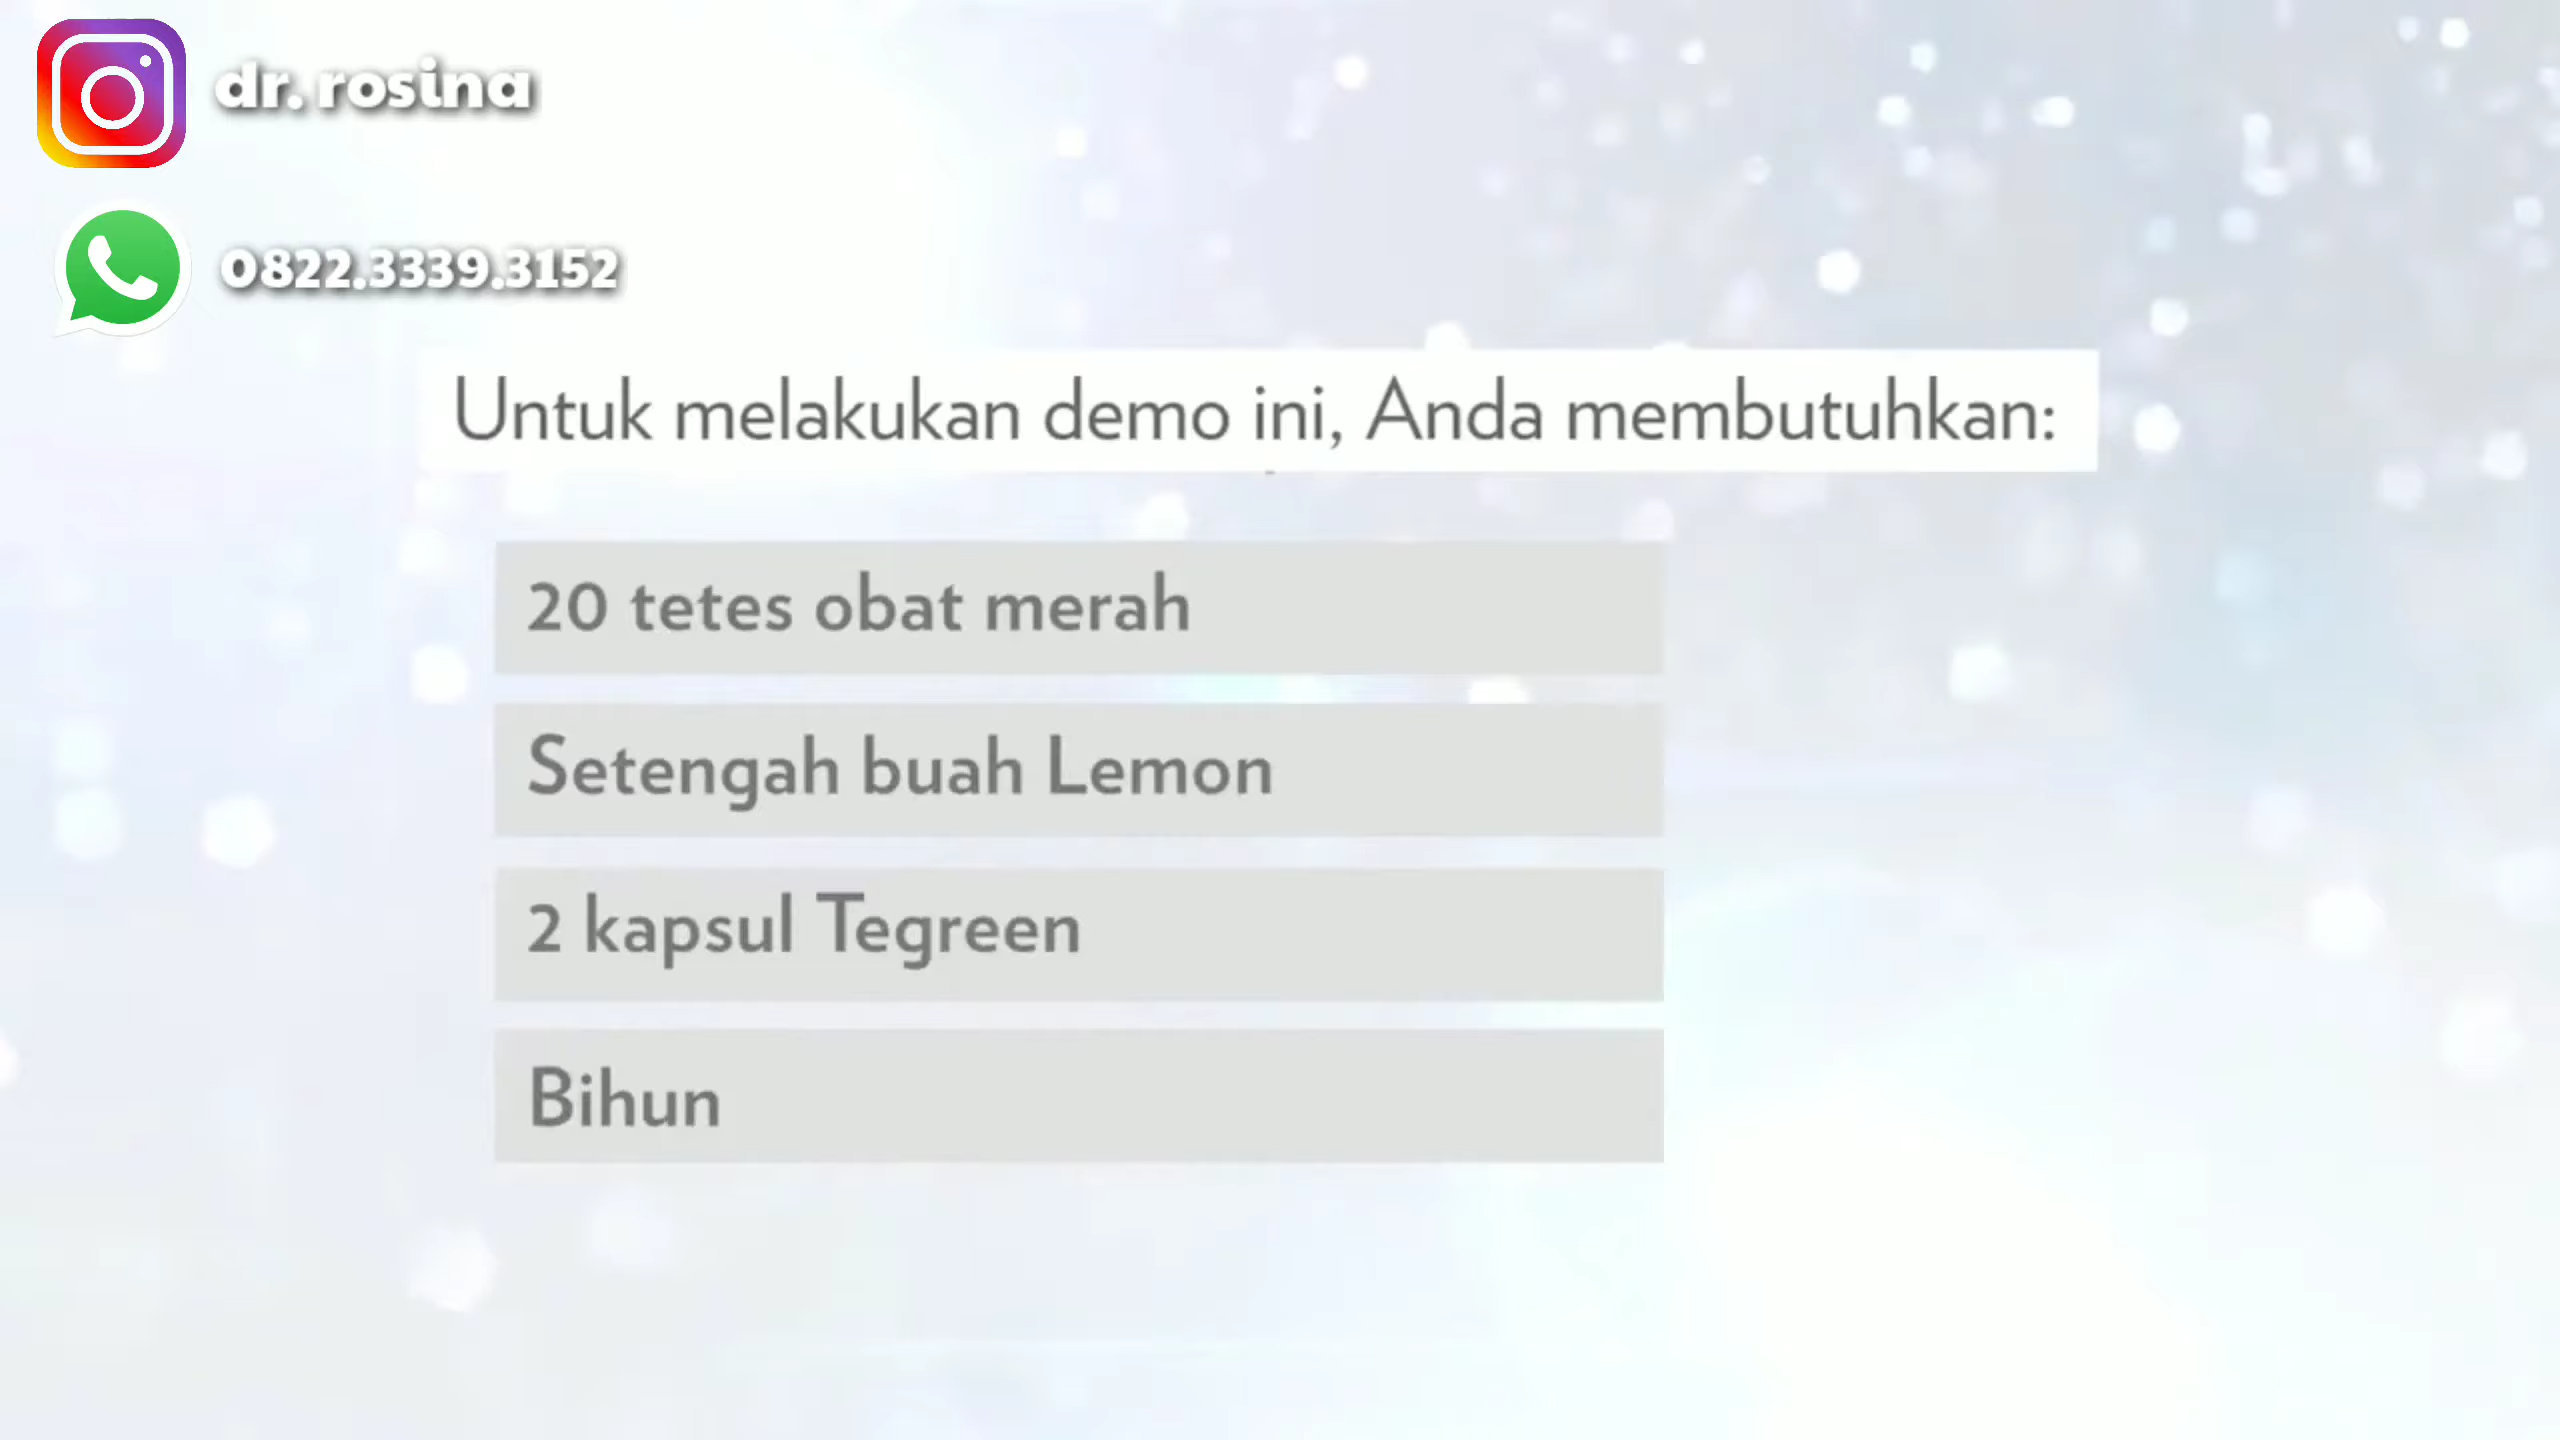 dr. rosina
0822.3339.3152
Untuk melakukan demo ini, Anda membutuhkan:
20 tetes obat merah
Setengah buah Lemon
2 kapsul Tegreen
Bihun